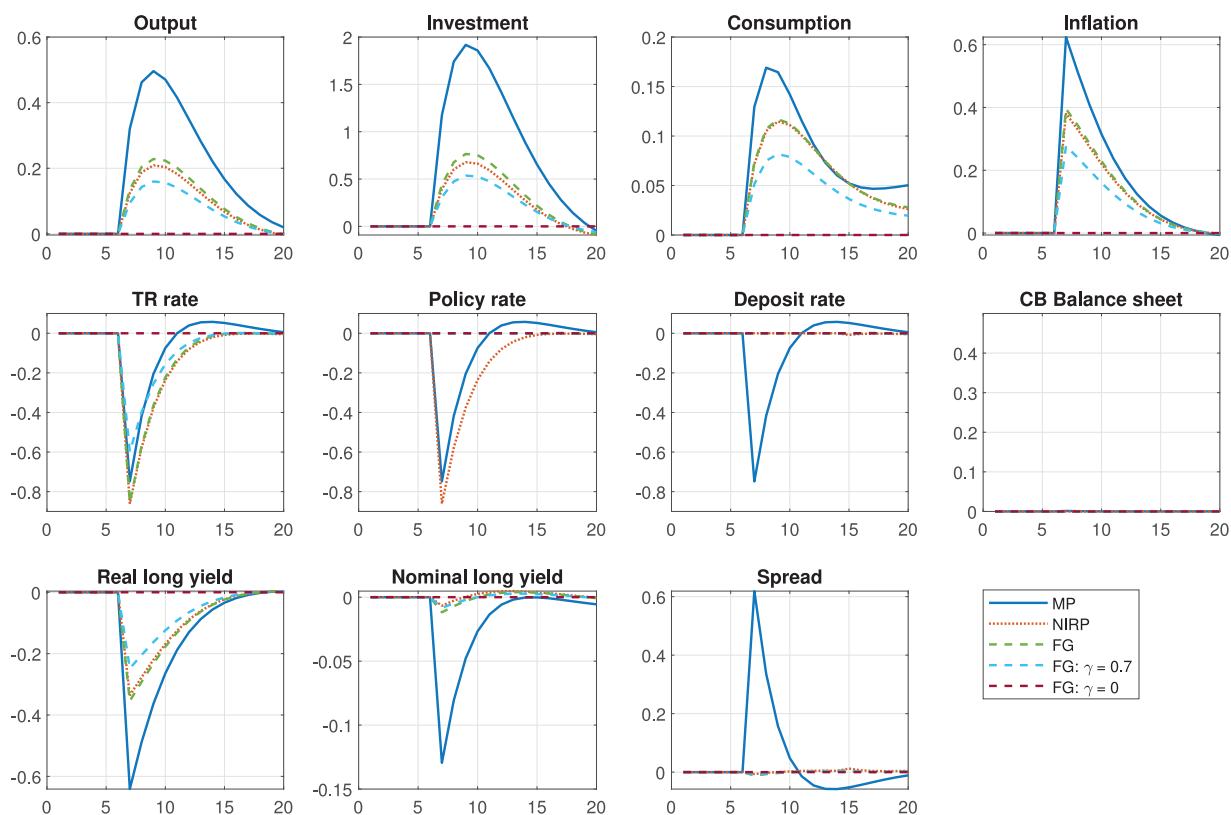 Output
Investment
Consumption
Inflation
0.6
0.4
0.2
0
0 5 10 15 20
2
1.5
1
0.5
0
0 5 10 15 20
0.2
0.15
0.1
0.05
0
0 5 10 15 20
0.6
0.4
0.2
0
0 5 10 15 20
TR rate
Policy rate
Deposit rate
CB Balance sheet
0
-0.2
-0.4
-0.6
-0.8
0 5 10 15 20
0
-0.2
-0.4
-0.6
-0.8
0 5 10 15 20
0
-0.2
-0.4
-0.6
-0.8
0 5 10 15 20
0.4
0.3
0.2
0.1
0
0 5 10 15 20
Real long yield
Nominal long yield
Spread
0
-0.2
-0.4
-0.6
0 5 10 15 20
0
-0.05
-0.1
-0.15
0 5 10 15 20
0.6
0.4
0.2
0
0 5 10 15 20
MP
NIRP
FG
FG: γ = 0.7
FG: γ = 0